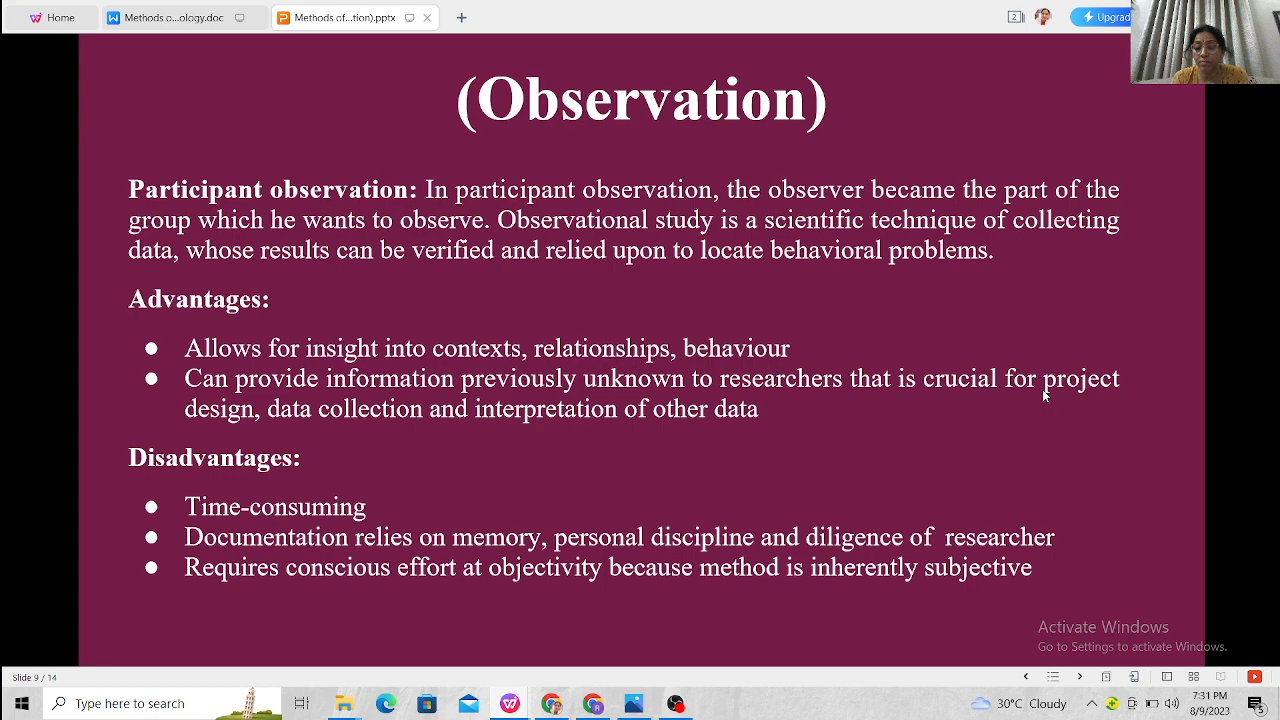 Home
Methods o...ology.doc
Methods of...tion).pptx
2
Upgrad
(Observation)
Participant observation: In participant observation, the observer became the part of the
group which he wants to observe. Observational study is a scientific technique of collecting
data, whose results can be verified and relied upon to locate behavioral problems.
Advantages:
● Allows for insight into contexts, relationships, behaviour
● Can provide information previously unknown to researchers that is crucial for project
design, data collection and interpretation of other data
Disadvantages:
● Time-consuming
● Documentation relies on memory, personal discipline and diligence of researcher
● Requires conscious effort at objectivity because method is inherently subjective
Activate Windows
Go to Settings to activate Windows.
Slide 9 / 14
Type here to search
30°C Cloudy
7:31 PM
8/9/2023
5